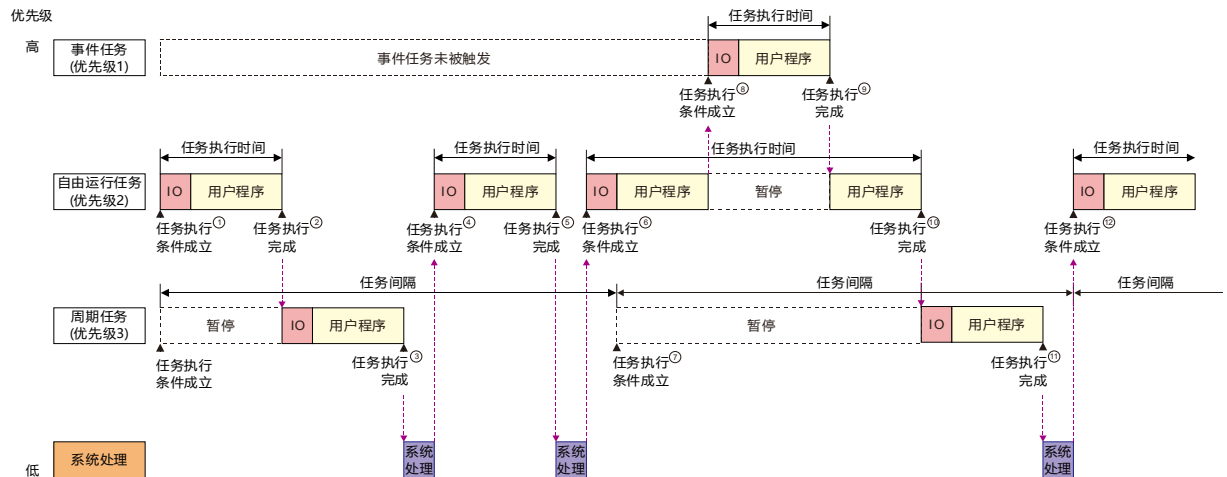 优先级
高
事件任务
(优先级1)
事件任务未被触发
任务执行时间
IO
用户程序
任务执行⑧
条件成立
任务执行⑨
完成
自由运行任务
(优先级2)
任务执行时间
IO
用户程序
任务执行①
条件成立
任务执行②
完成
任务执行时间
IO
用户程序
任务执行④
条件成立
任务执行⑤
完成
任务执行时间
IO
用户程序
暂停
用户程序
任务执行⑥
条件成立
任务执行⑩
完成
任务执行时间
IO
用户程序
任务执行⑫
条件成立
周期任务
(优先级3)
任务间隔
任务间隔
任务间隔
暂停
IO
用户程序
任务执行
条件成立
任务执行③
完成
暂停
IO
用户程序
任务执行⑦
条件成立
任务执行⑪
完成
低
系统处理
系统
处理
系统
处理
系统
处理